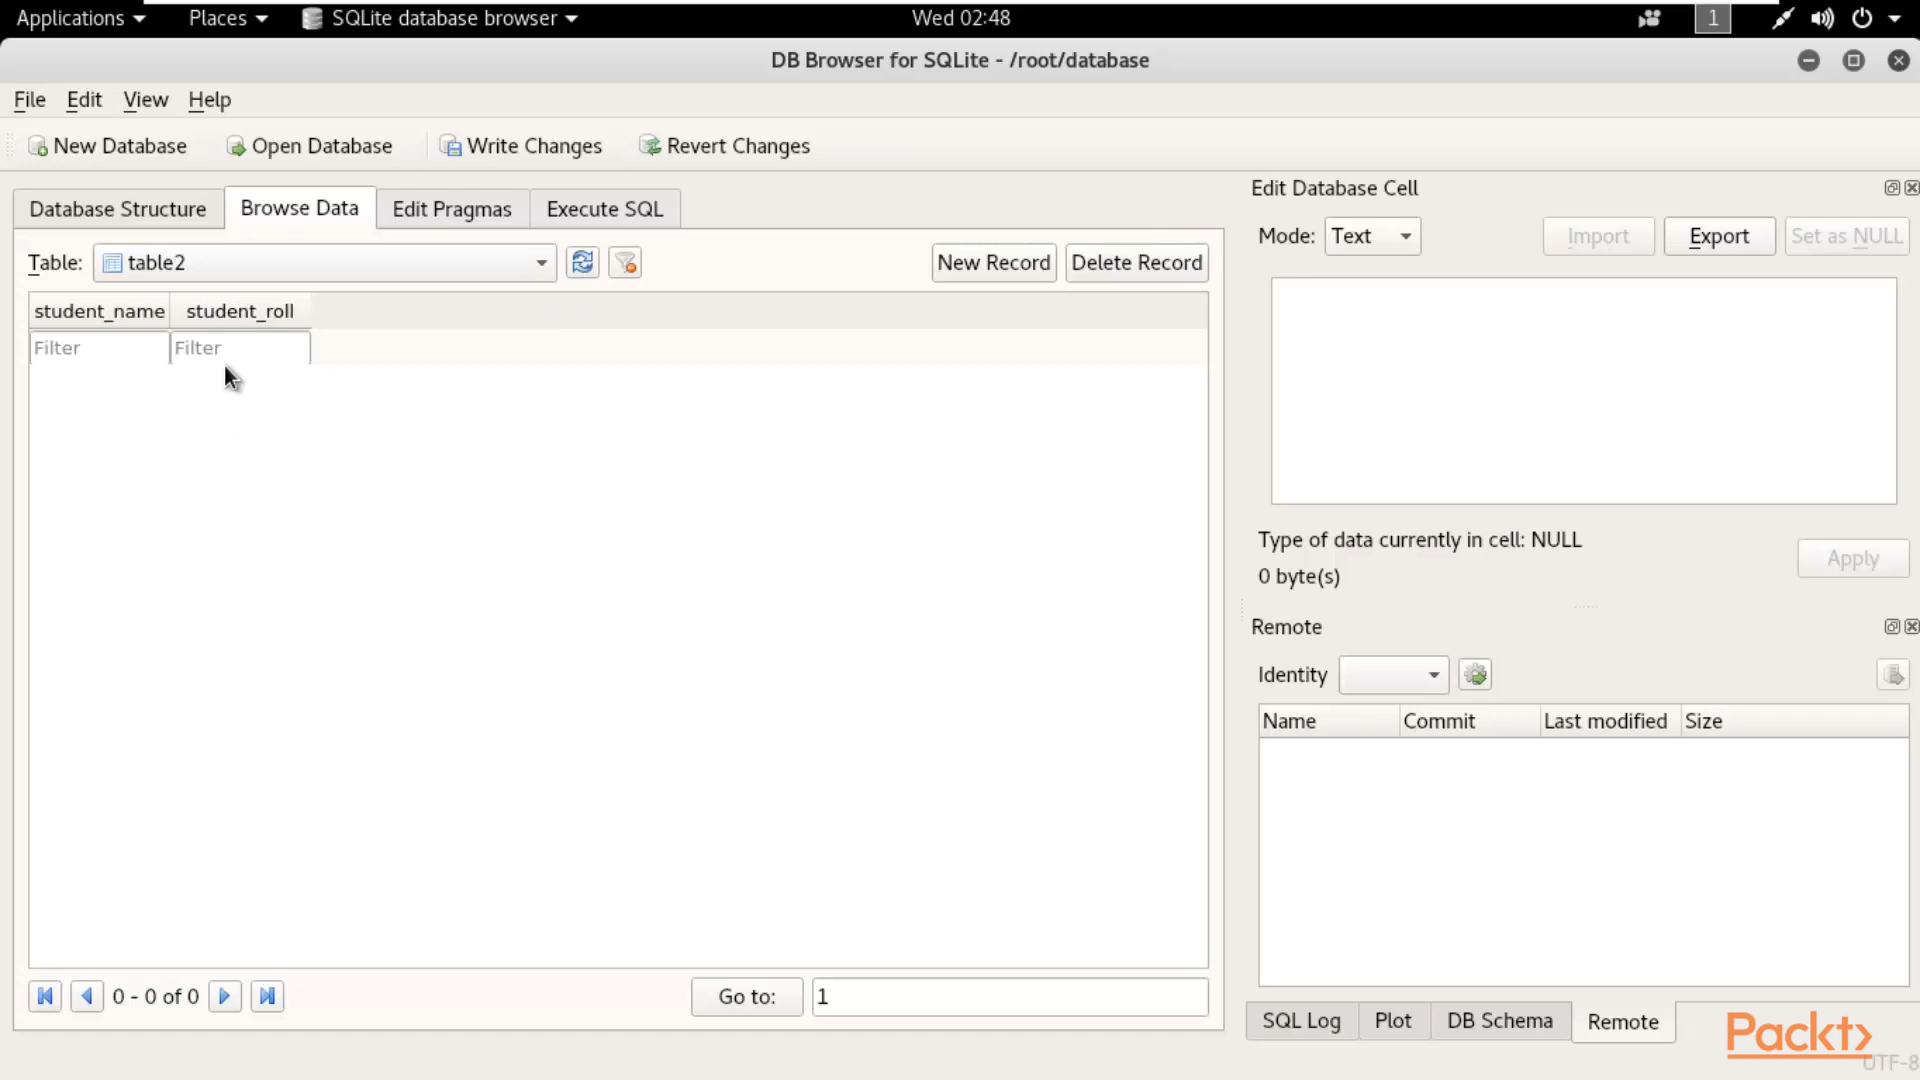 Applications Places SQLite database browser Wed 02:48 1
DB Browser for SQLite - /root/database
File Edit View Help
New Database Open Database Write Changes Revert Changes
Database Structure Browse Data Edit Pragmas Execute SQL
Table: table2 New Record Delete Record
student_name student_roll
Filter Filter
0 - 0 of 0 Go to: 1
Edit Database Cell
Mode: Text Import Export Set as NULL
Type of data currently in cell: NULL
0 byte(s)
Apply
Remote
Identity
Name Commit Last modified Size
SQL Log Plot DB Schema Remote
Packt>
UTF-8